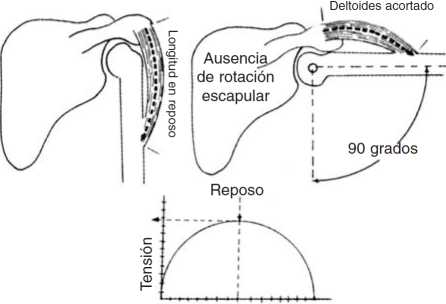 Deltoides acortado
Longitud en reposo
Ausencia
de rotación
escapular
90 grados
Reposo
Tensión